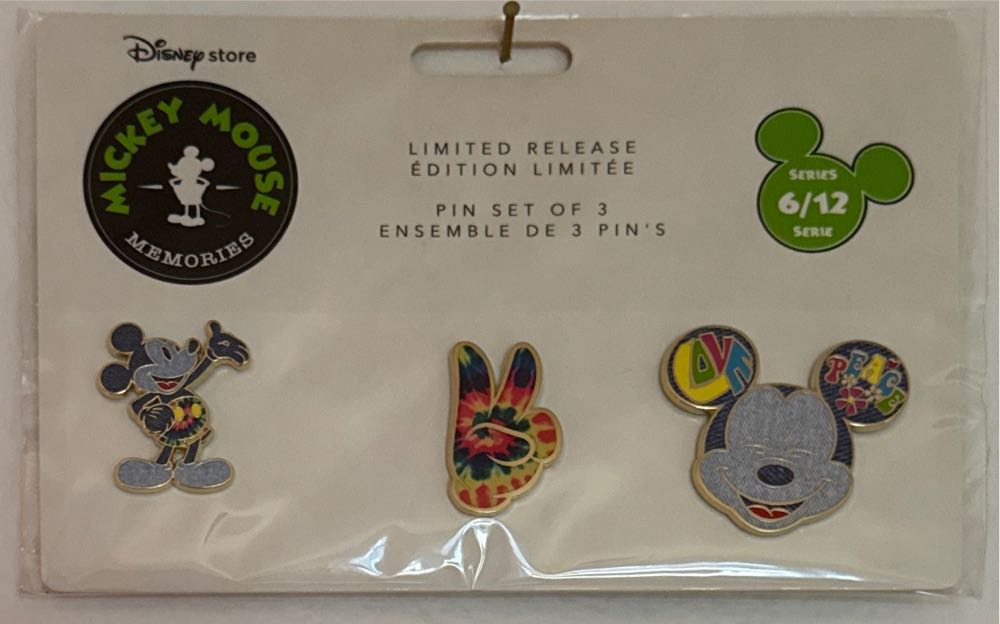 Disney store
MICKEY MOUSE
MEMORIES
LIMITED RELEASE
ÉDITION LIMITÉE
PIN SET OF 3
ENSEMBLE DE 3 PIN'S
SERIES
6/12
SERIE
LOVE
PEACE